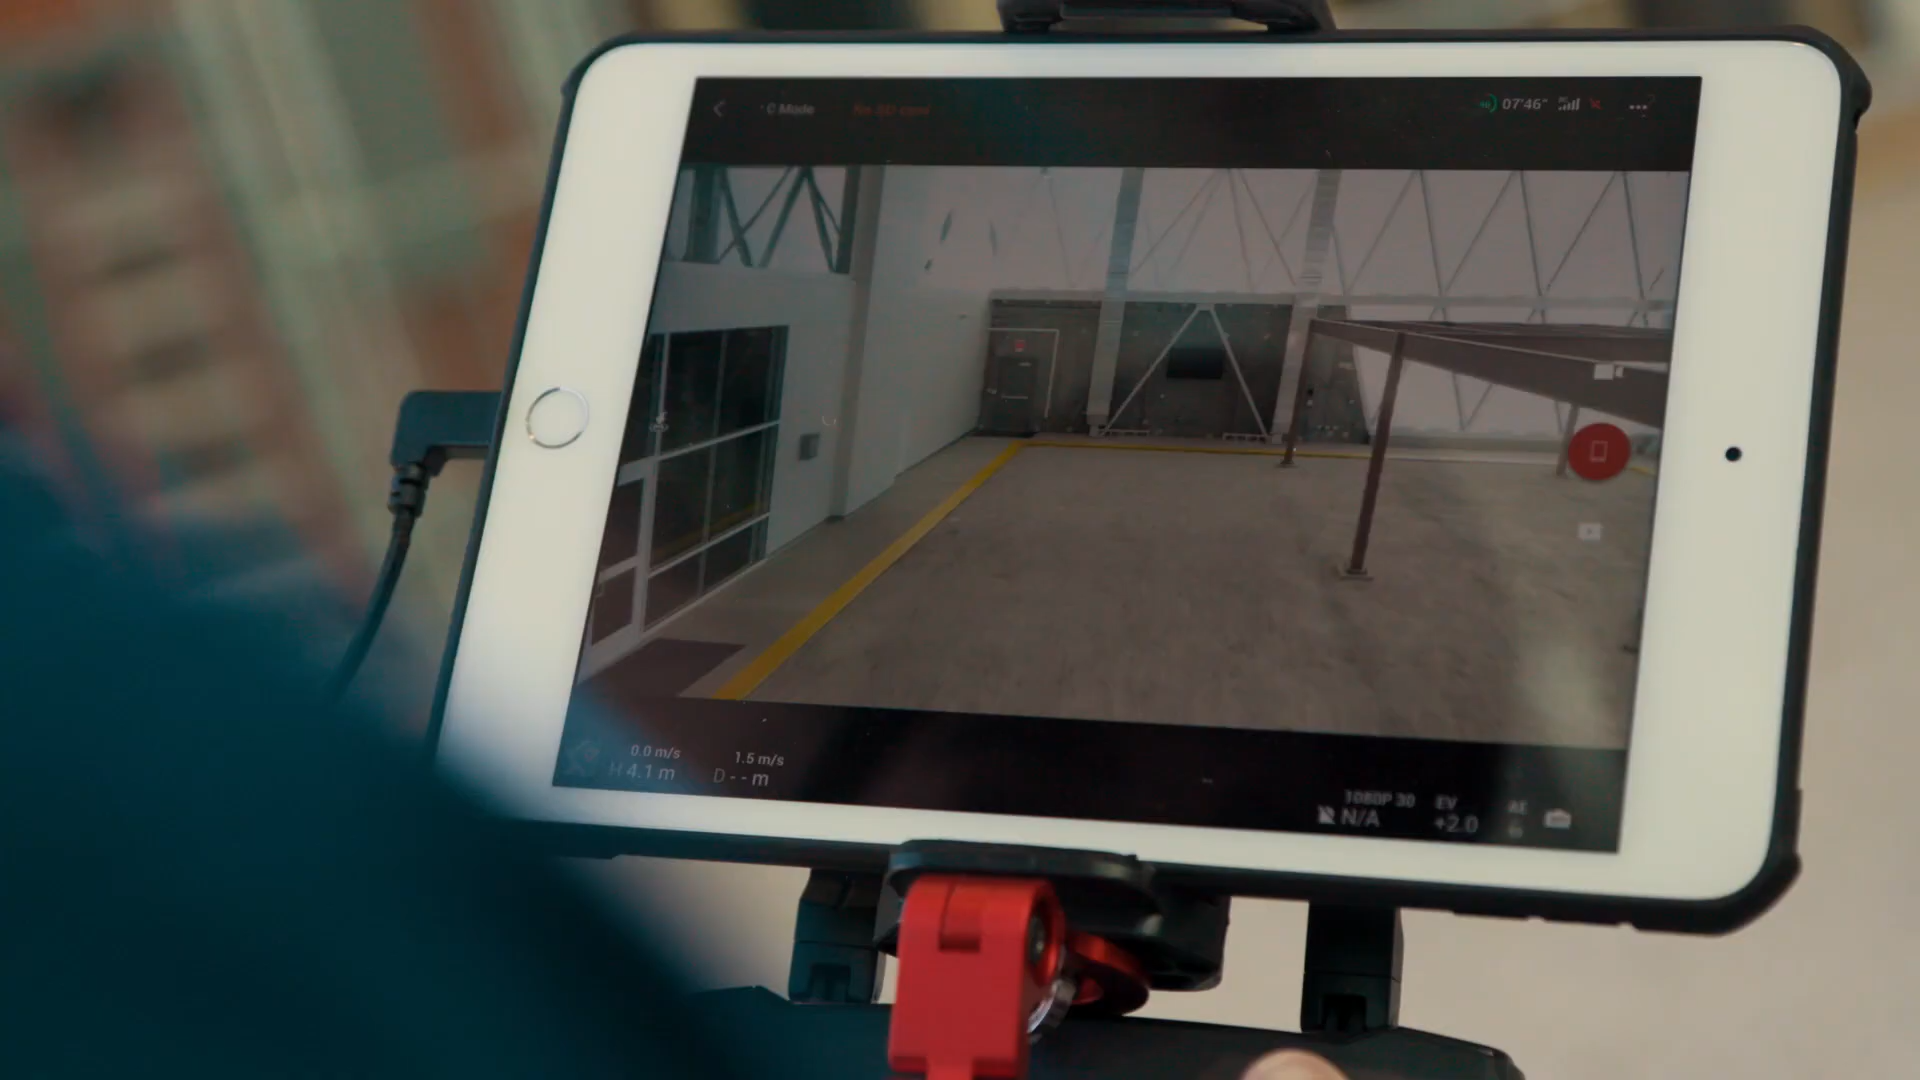 C Mode
07'46"
0.0 m/s
1.5 m/s
H 4.1 m
D - - m
1080P 30
EV
AE
N/A
+2.0